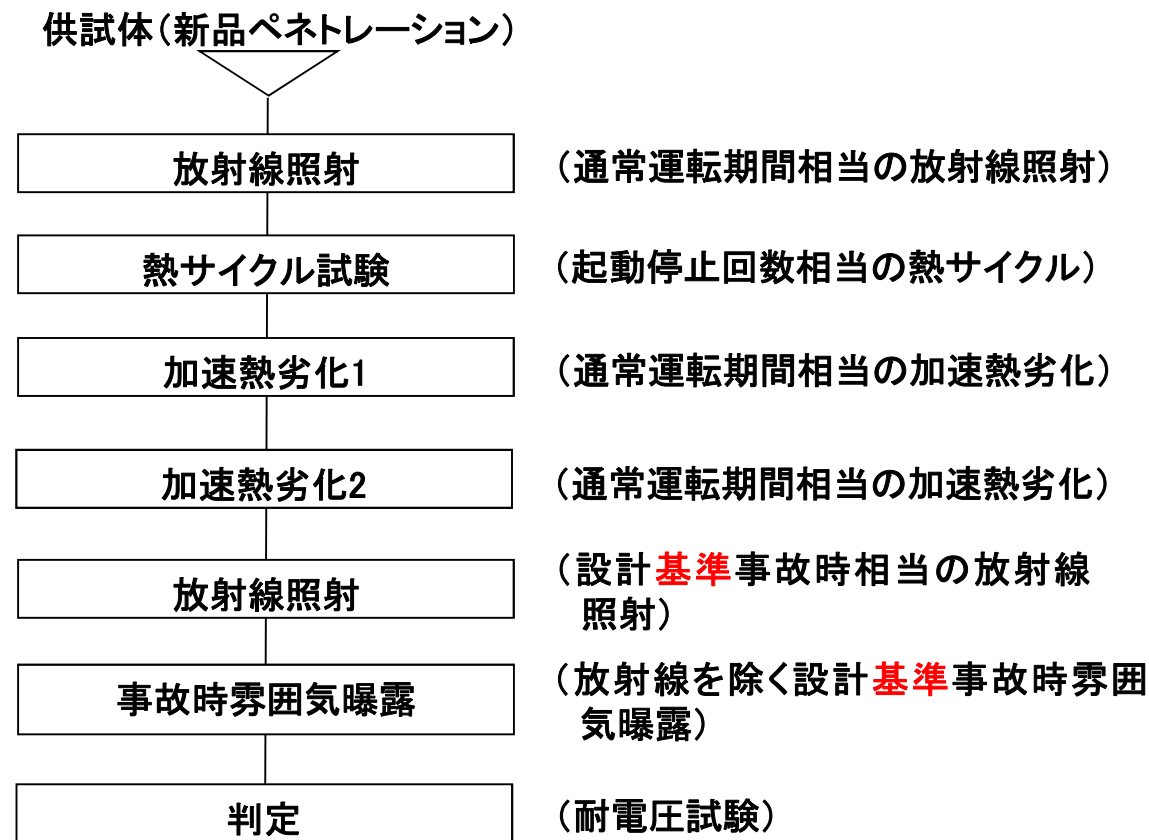 供試体（新品ペネトレーション）
放射線照射 （通常運転期間相当の放射線照射）
熱サイクル試験 （起動停止回数相当の熱サイクル）
加速熱劣化1 （通常運転期間相当の加速熱劣化）
加速熱劣化2 （通常運転期間相当の加速熱劣化）
放射線照射 （設計基準事故時相当の放射線
照射）
事故時雰囲気曝露 （放射線を除く設計基準事故時雰囲
気曝露）
判定 （耐電圧試験）